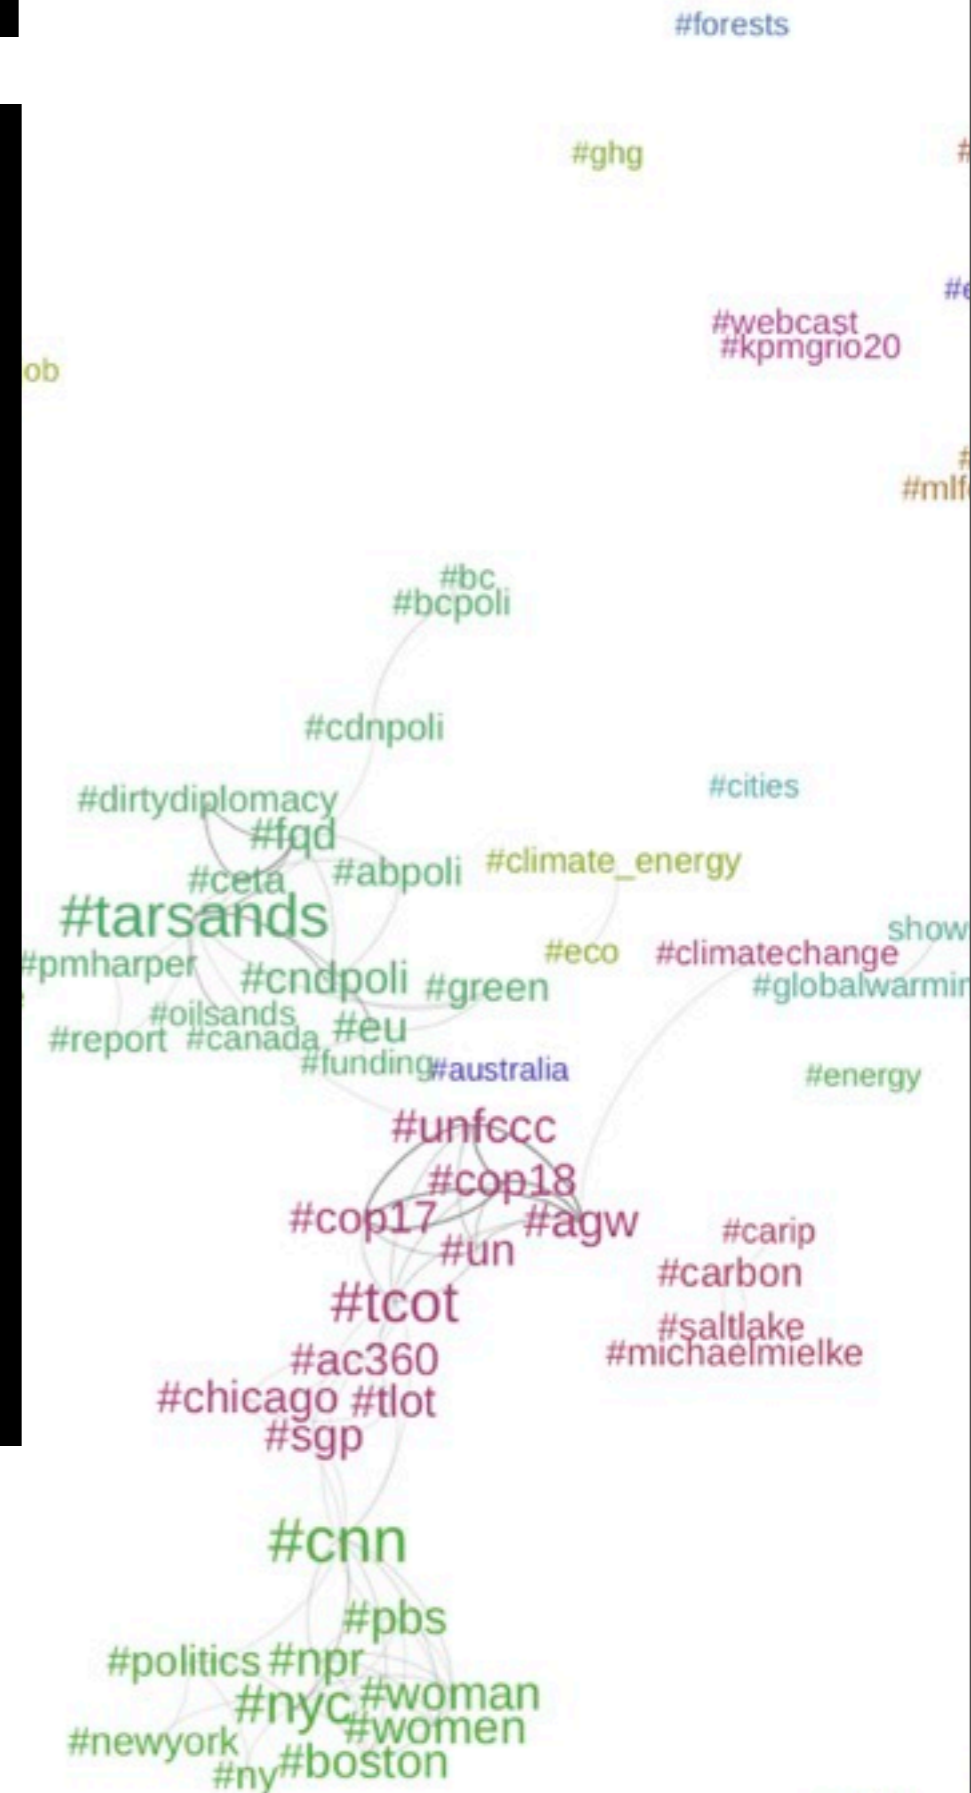 #forests
#ghg
#
#e
#webcast
#kpmgrio20
ob
#
#mlf
#bc
#bcpoli
#cdnpoli
#cities
#dirtydiplomacy
#fqd
#climate_energy
#abpoli
#ceta
#tarsands
show
#eco
#climatechange
#pmharper
#cndpoli
#green
#globalwarmin
#oilsands
#eu
#report
#canada
#funding
#australia
#energy
#unfccc
#cop18
#cop17
#agw
#carip
#un
#carbon
#tcot
#saltlake
#michaelmielke
#ac360
#chicago
#tlot
#sgp
#cnn
#pbs
#politics
#npr
#woman
#nyc
#women
#newyork
#boston
#ny